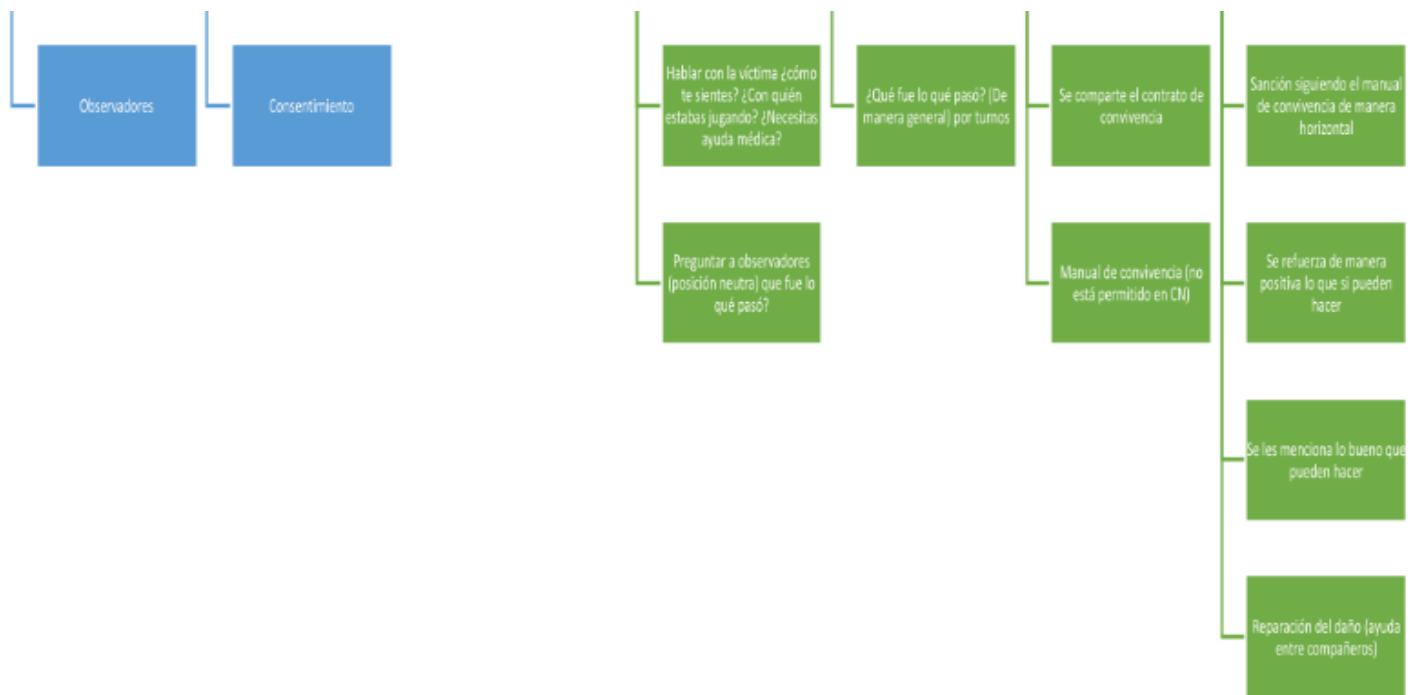 Observadores
Consentimiento
Hablar con la víctima ¿cómo
te sientes? ¿Con quién
estabas jugando? ¿Necesitas
ayuda médica?
¿Qué fue lo qué pasó? (De
manera general) por turnos
Se comparte el contrato de
convivencia
Sanción siguiendo el manual
de convivencia de manera
horizontal
Preguntar a observadores
(posición neutra) que fue lo
qué pasó?
Manual de convivencia (no
está permitido en CN)
Se refuerza de manera
positiva lo que si pueden
hacer
Se les menciona lo bueno que
pueden hacer
Reparación del daño (ayuda
entre compañeros)